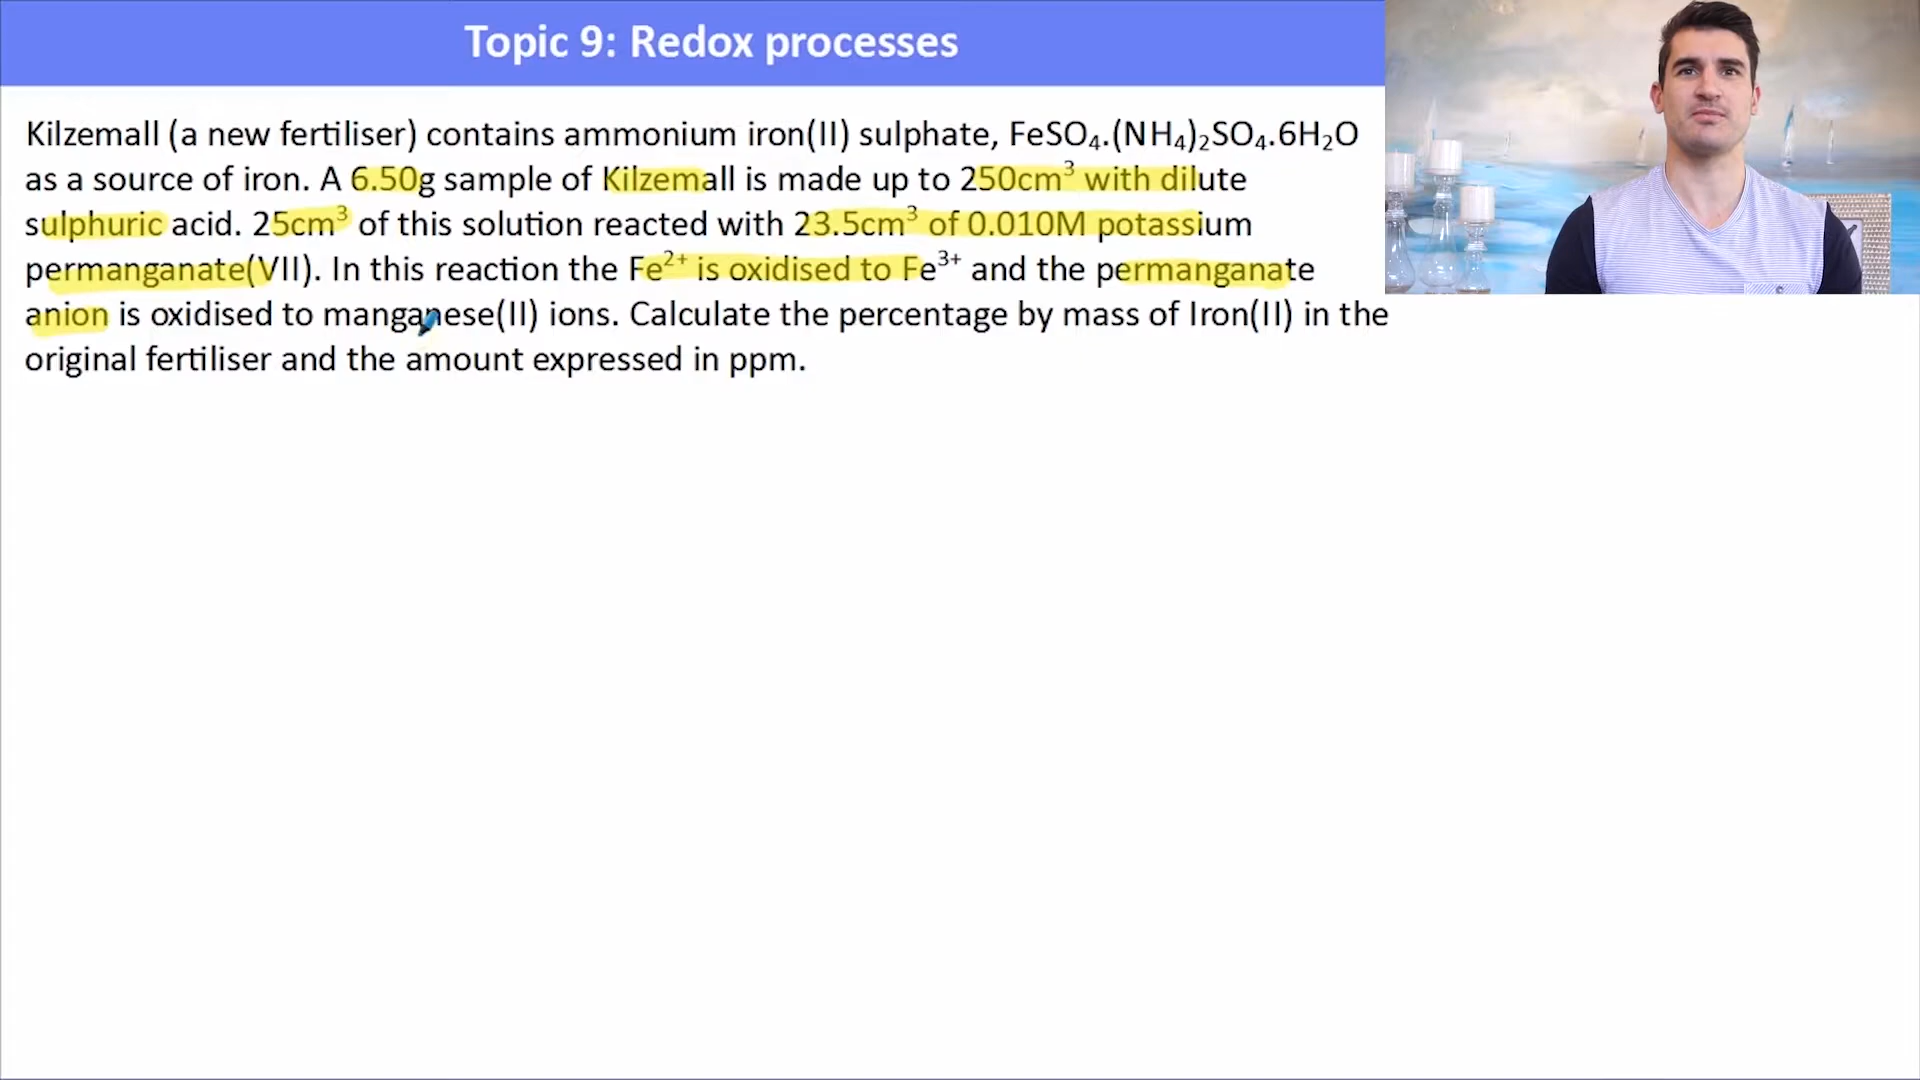 Topic 9: Redox processes
Kilzemall (a new fertiliser) contains ammonium iron(II) sulphate, FeSO₄.(NH₄)₂SO₄.6H₂O
as a source of iron. A 6.50g sample of Kilzemall is made up to 250cm³ with dilute
sulphuric acid. 25cm³ of this solution reacted with 23.5cm³ of 0.010M potassium
permanganate(VII). In this reaction the Fe²⁺ is oxidised to Fe³⁺ and the permanganate
anion is oxidised to manganese(II) ions. Calculate the percentage by mass of Iron(II) in the
original fertiliser and the amount expressed in ppm.